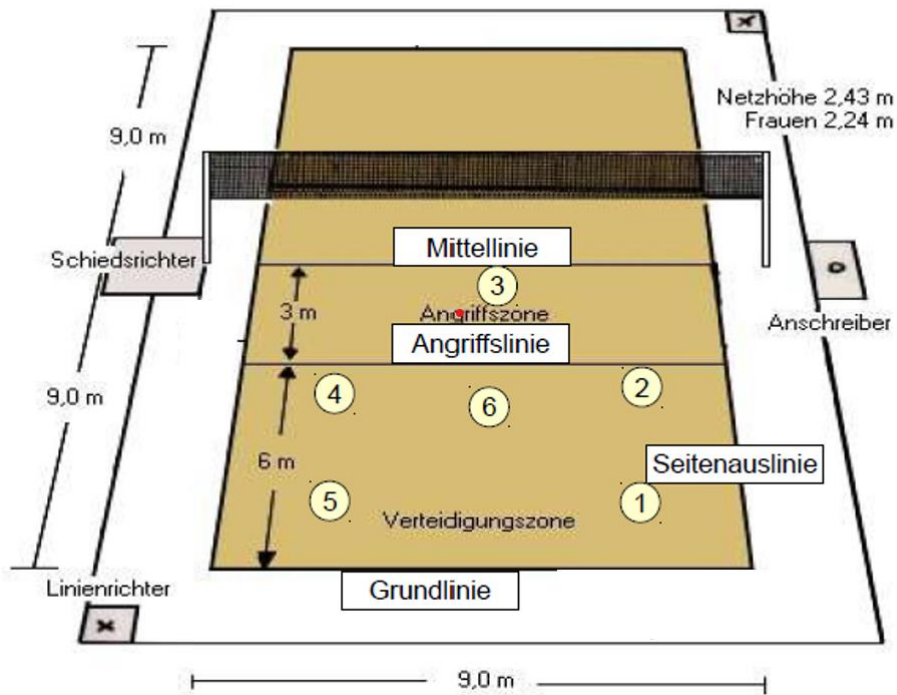 Netzhöhe 2,43 m
Frauen 2,24 m
9,0 m
Mittellinie
Schiedsrichter
3
3 m
Angriffszone
Anschreiber
Angriffslinie
9,0 m
4
6
2
6 m
Seitenauslinie
5
1
Verteidigungszone
Linienrichter
Grundlinie
9,0 m